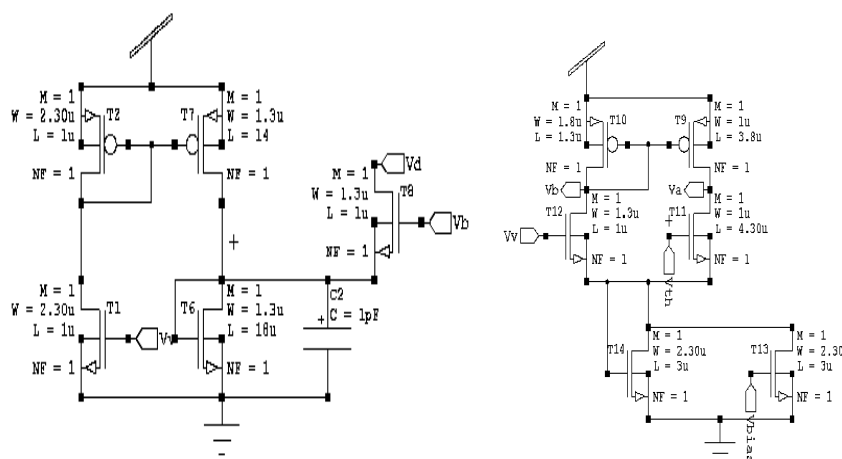 M = 1
W = 2.30u
L = 1u
T2
NF = 1
T7
M = 1
W = 1.3u
L = 14
NF = 1
M = 1
W = 1.3u
L = 1u
NF = 1
Vd
T8
Vb
M = 1
W = 2.30u
L = 1u
T1
NF = 1
T6
M = 1
W = 1.3u
L = 18u
NF = 1
C2
C = 1pF
M = 1
W = 1.8u
L = 1.3u
T10
NF = 1
T9
M = 1
W = 1u
L = 3.8u
NF = 1
Vb
Va
T12
M = 1
W = 1.3u
L = 1u
NF = 1
Vv
T11
M = 1
W = 1u
L = 4.30u
NF = 1
Vth
T14
M = 1
W = 2.30u
L = 3u
NF = 1
T13
M = 1
W = 2.30
L = 3u
NF = 1
Vbias